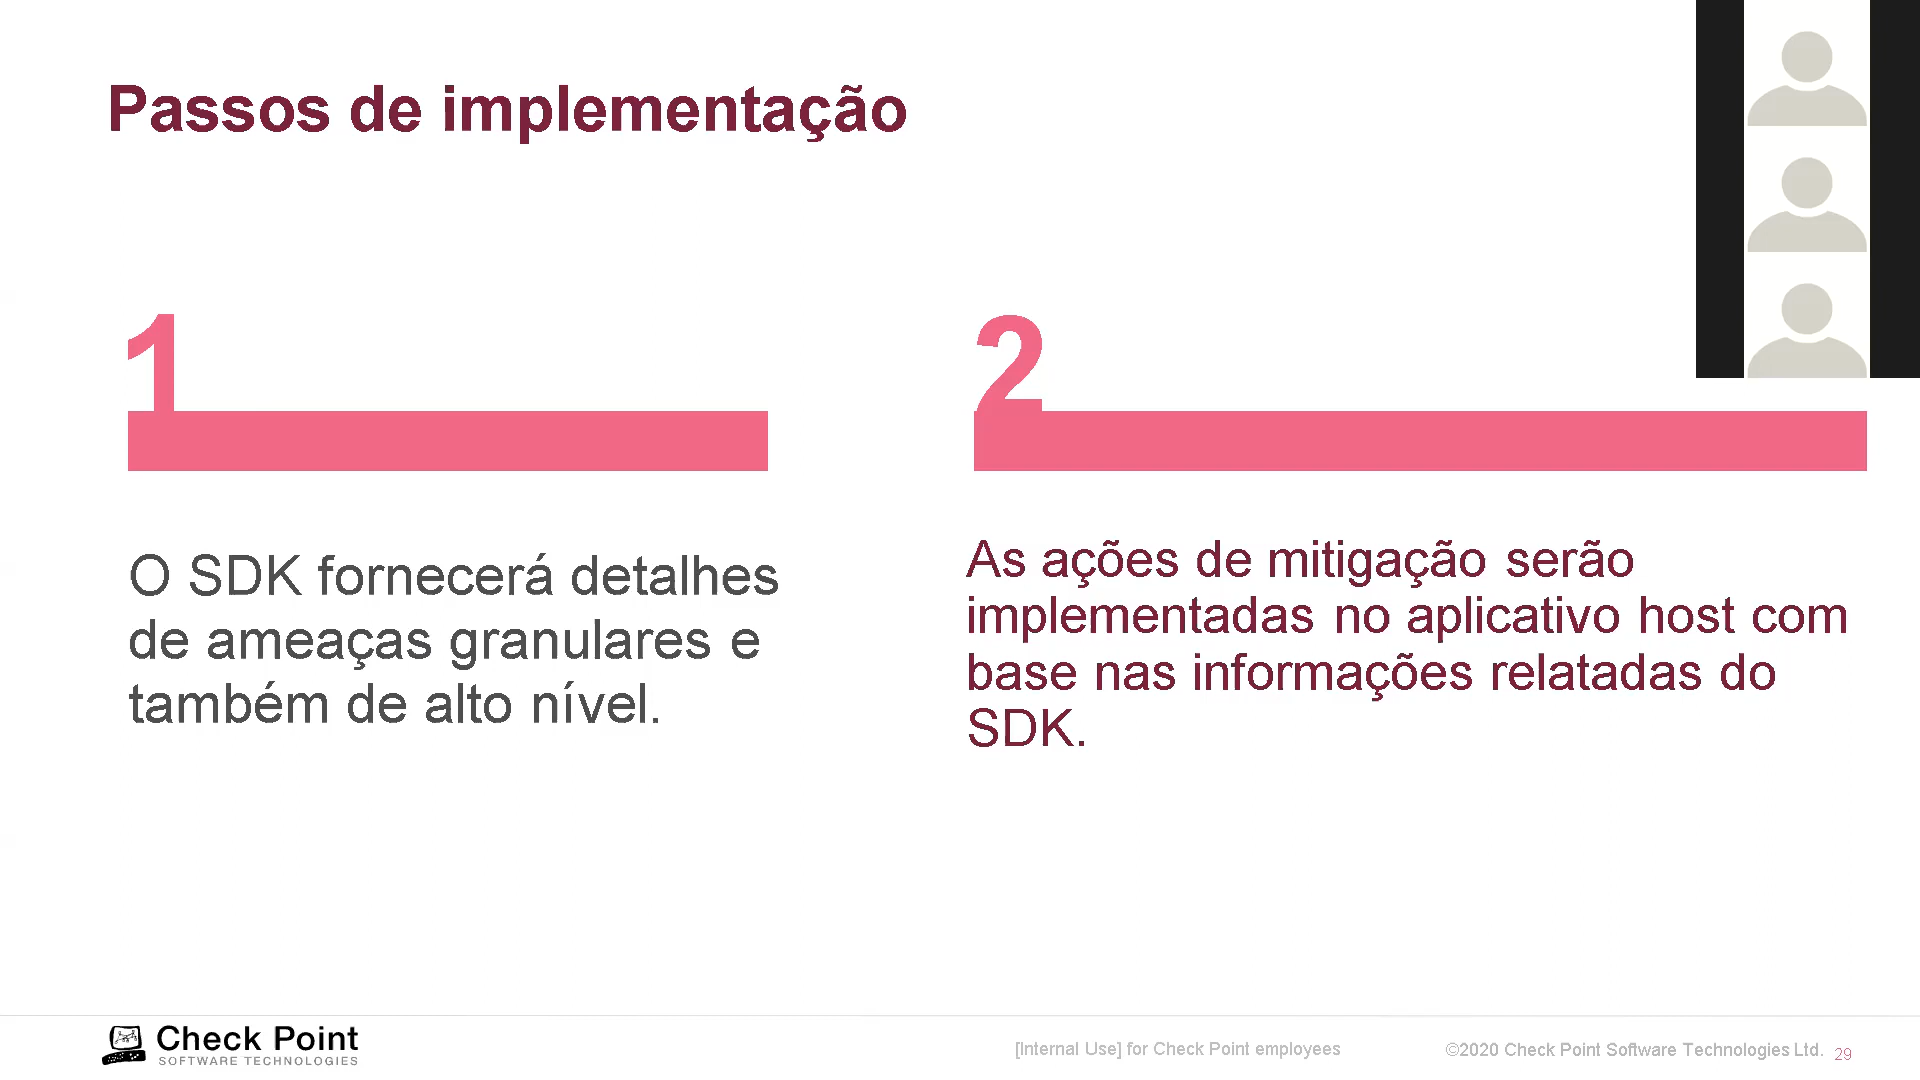 Passos de implementação
1
O SDK fornecerá detalhes
de ameaças granulares e
também de alto nível.
2
As ações de mitigação serão
implementadas no aplicativo host com
base nas informações relatadas do
SDK.
Check Point
SOFTWARE TECHNOLOGIES
[Internal Use] for Check Point employees
©2020 Check Point Software Technologies Ltd.
29